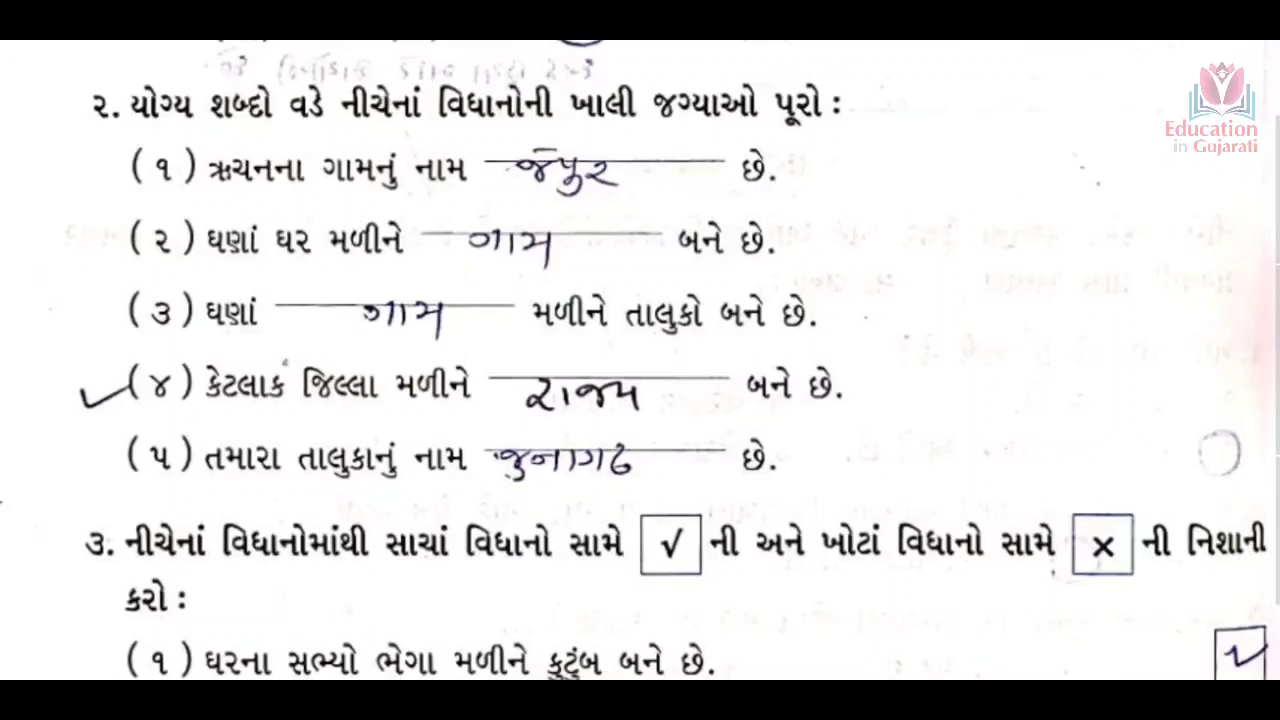 ૨. યોગ્ય શબ્દો વડે નીચેનાં વિધાનોની ખાલી જગ્યાઓ પૂરો :
Education
in Gujarati
(૧) ઋચનના ગામનું નામ જેપુર છે.
(૨) ઘણાં ઘર મળીને ગામ બને છે.
(૩) ઘણાં ગામ મળીને તાલુકો બને છે.
✓(૪) કેટલાકં જિલ્લા મળીને રાજ્ય બને છે.
(૫) તમારા તાલુકાનું નામ જુનાગઢ છે.
૩. નીચેનાં વિધાનોમાંથી સાચાં વિધાનો સામે √ ની અને ખોટાં વિધાનો સામે × ની નિશાની
કરો :
(૧) ઘરના સભ્યો ભેગા મળીને કુટુંબ બને છે. ✓